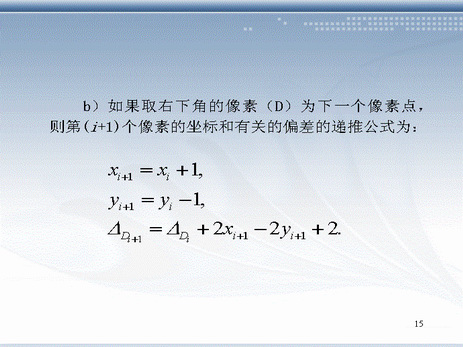 b）如果取右下角的像素（D）为下一个像素点，
则第(i+1)个像素的坐标和有关的偏差的递推公式为：
x_{i+1} = x_i + 1,
y_{i+1} = y_i − 1,
Δ_{D_{i+1}} = Δ_{D_i} + 2x_{i+1} − 2y_{i+1} + 2.
15